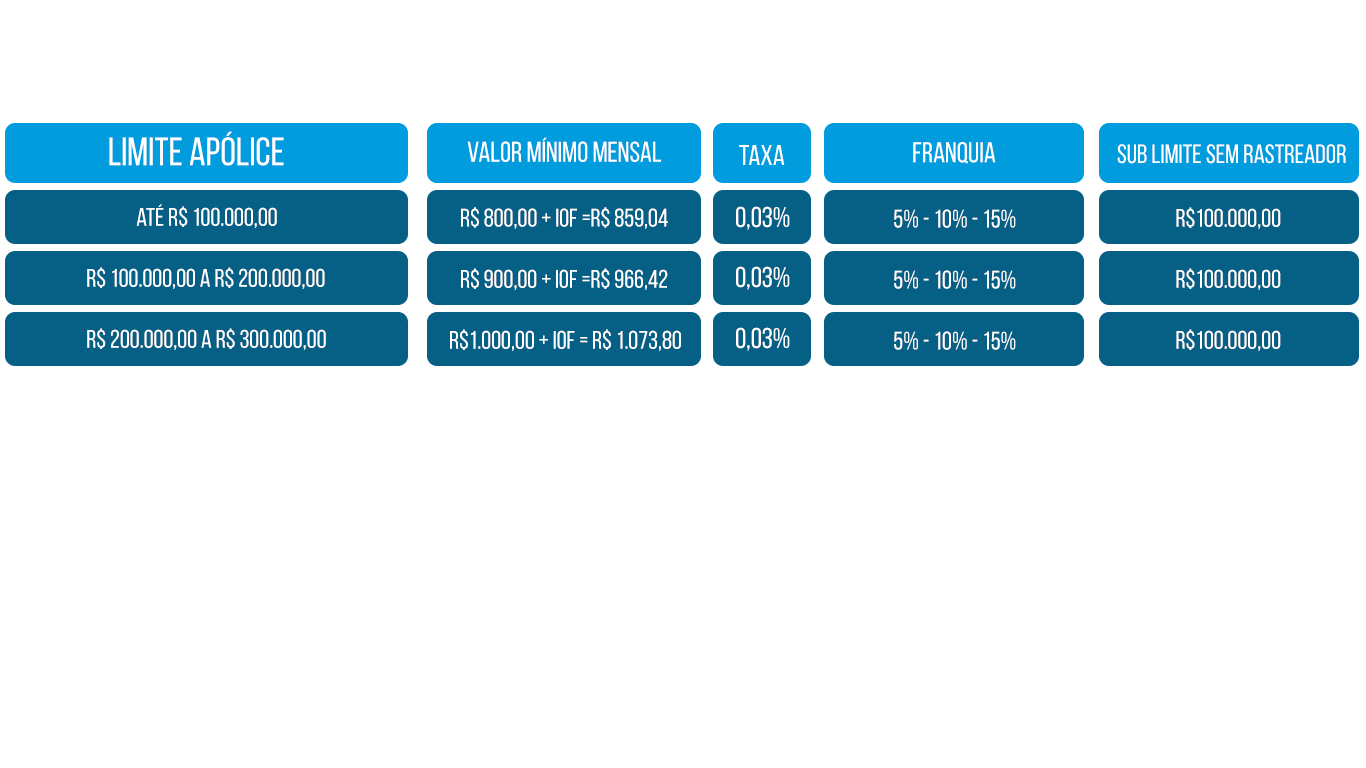 LIMITE APÓLICE VALOR MÍNIMO MENSAL TAXA FRANQUIA SUB LIMITE SEM RASTREADOR
ATÉ R$ 100.000,00 R$ 800,00 + IOF =R$ 859,04 0,03% 5% - 10% - 15% R$100.000,00
R$ 100.000,00 A R$ 200.000,00 R$ 900,00 + IOF =R$ 966,42 0,03% 5% - 10% - 15% R$100.000,00
R$ 200.000,00 A R$ 300.000,00 R$1.000,00 + IOF = R$ 1.073,80 0,03% 5% - 10% - 15% R$100.000,00